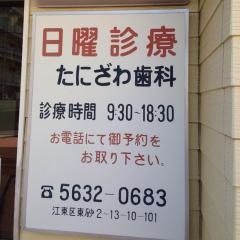 日曜診療
たにざわ歯科
診療時間 9:30~18:30
お電話にて御予約を
お取り下さい。
☎5632-0683
江東区東砂2-13-10-101